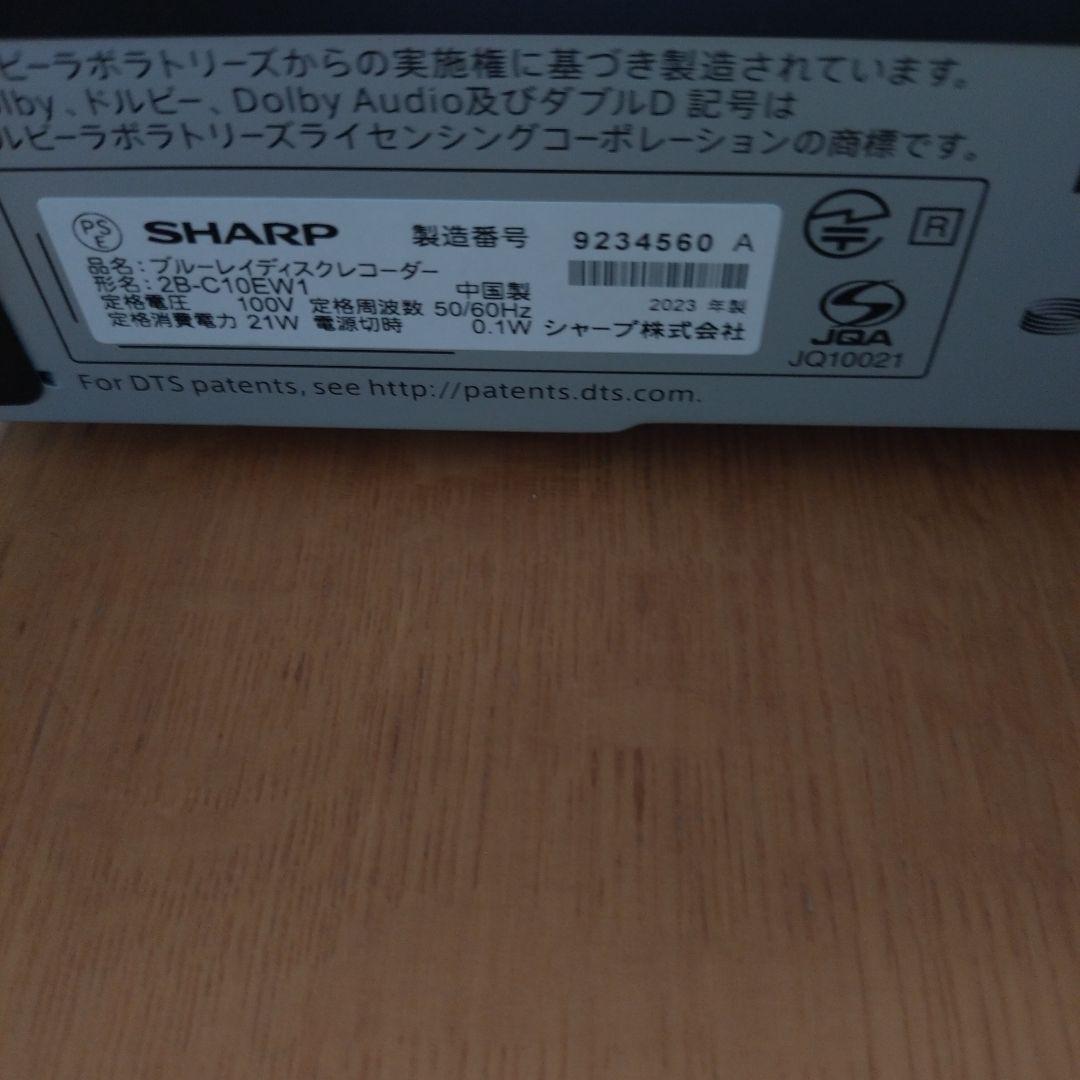 ビーラボラトリーズからの実施権に基づき製造されています。
olby 、ドルビー、Dolby Audio及びダブルD 記号は
ルビーラボラトリーズライセンシングコーポレーションの商標です。
PSE SHARP 製造番号 9234560 A
品名：ブルーレイディスクレコーダー
形名：2B-C10EW1 中国製
2023 年製
定格電圧 100V 定格周波数 50/60Hz
定格消費電力 21W 電源切時 0.1W シャープ株式会社
R
JQA
JQ10021
For DTS patents, see http://patents.dts.com.